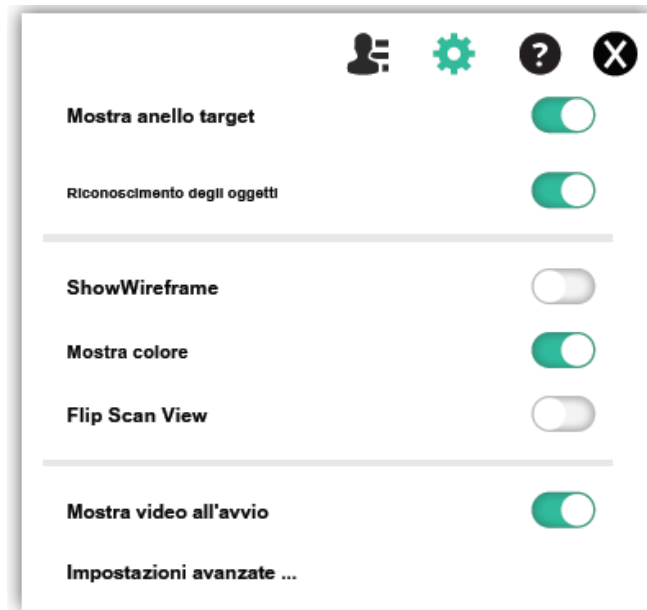 ?
X
Mostra anello target
Riconoscimento degli oggetti
ShowWireframe
Mostra colore
Flip Scan View
Mostra video all'avvio
Impostazioni avanzate ...